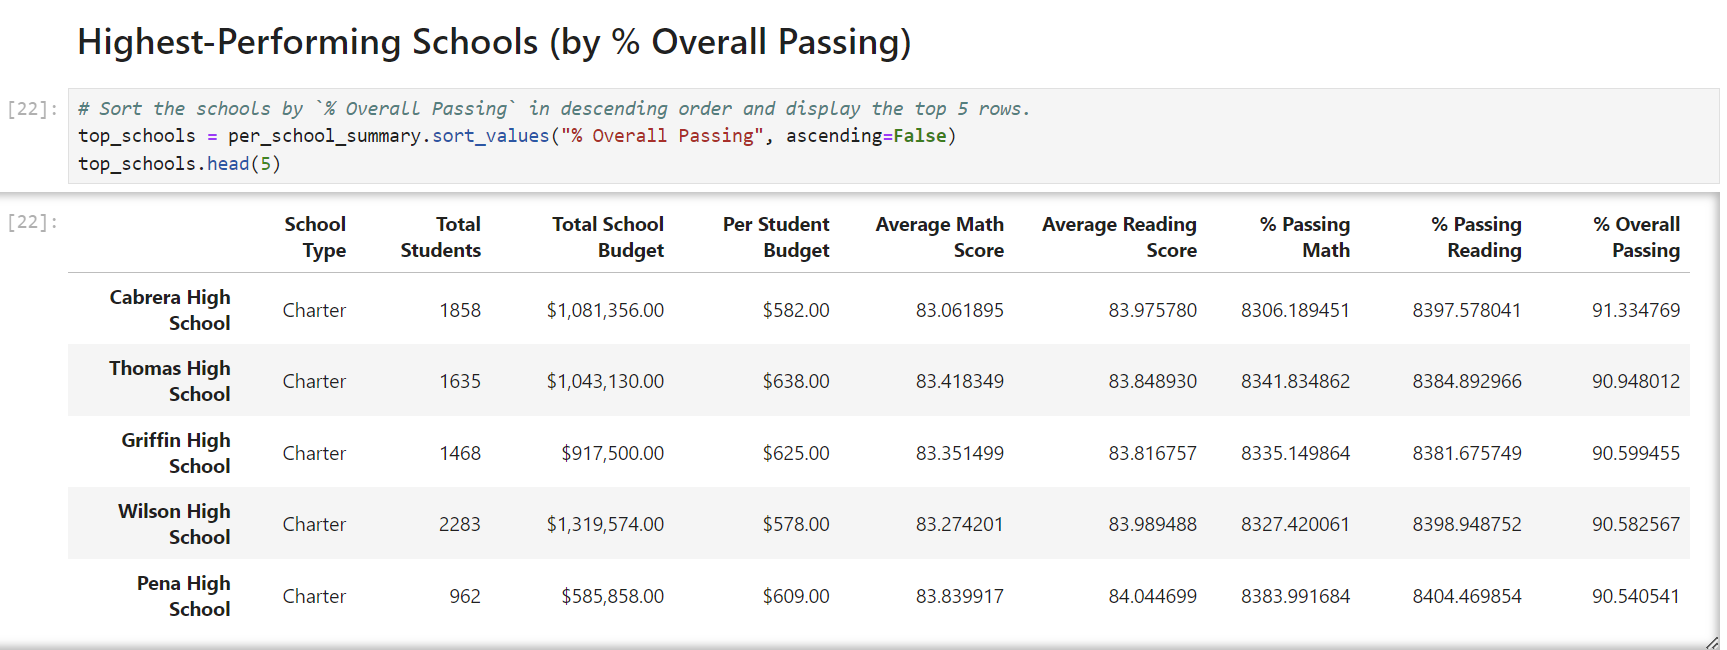 Highest-Performing Schools (by % Overall Passing)
[22]: # Sort the schools by `% Overall Passing` in descending order and display the top 5 rows.
top_schools = per_school_summary.sort_values("% Overall Passing", ascending=False)
top_schools.head(5)
[22]: School Type Total Students Total School Budget Per Student Budget Average Math Score Average Reading Score % Passing Math % Passing Reading % Overall Passing
Cabrera High School Charter 1858 $1,081,356.00 $582.00 83.061895 83.975780 8306.189451 8397.578041 91.334769
Thomas High School Charter 1635 $1,043,130.00 $638.00 83.418349 83.848930 8341.834862 8384.892966 90.948012
Griffin High School Charter 1468 $917,500.00 $625.00 83.351499 83.816757 8335.149864 8381.675749 90.599455
Wilson High School Charter 2283 $1,319,574.00 $578.00 83.274201 83.989488 8327.420061 8398.948752 90.582567
Pena High School Charter 962 $585,858.00 $609.00 83.839917 84.044699 8383.991684 8404.469854 90.540541